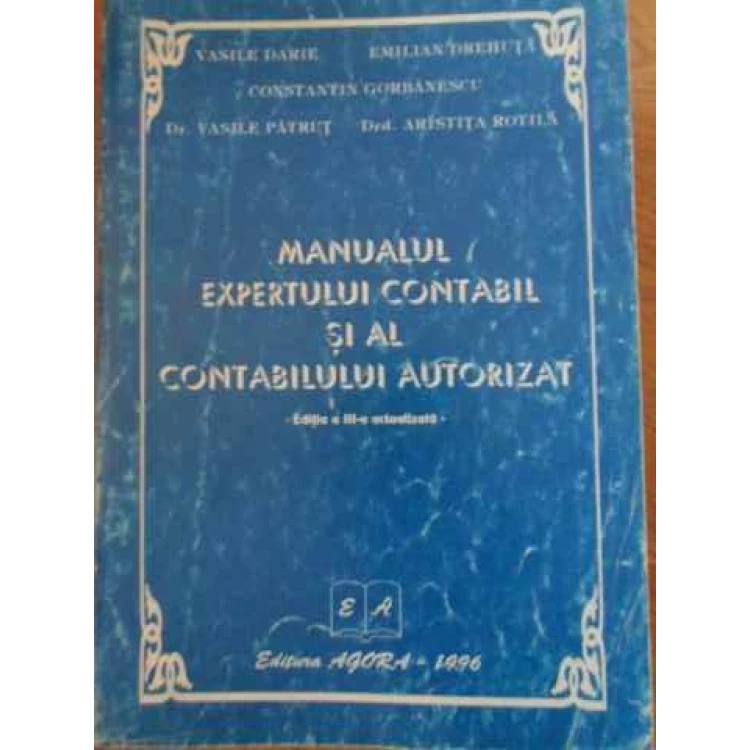 VASILE DARIE EMILIAN DREHUȚĂ
CONSTANTIN GORBĂNESCU
Dr. VASILE PĂTRUȚ Drd. ARISTIȚA ROTILĂ
MANUALUL
EXPERTULUI CONTABIL
ȘI AL
CONTABILULUI AUTORIZAT
- Ediția a III-a actualizată -
E A
Editura AGORA - 1996